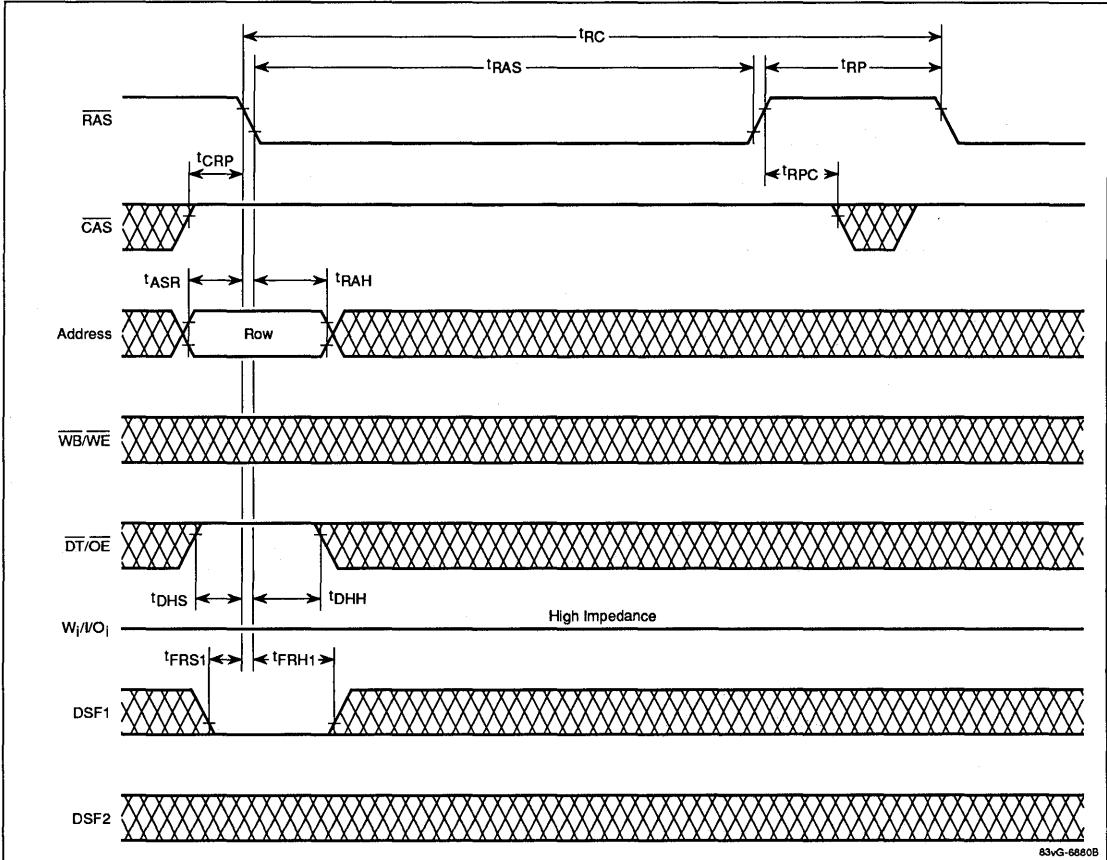 tRC
tRAS
tRP
RAS
tCRP
tRPC
CAS
tASR
tRAH
Address
Row
WB/WE
DT/OE
tDHS
tDHH
High Impedance
Wi/I/Oi
tFRS1
tFRH1
DSF1
DSF2
83vG-6880B